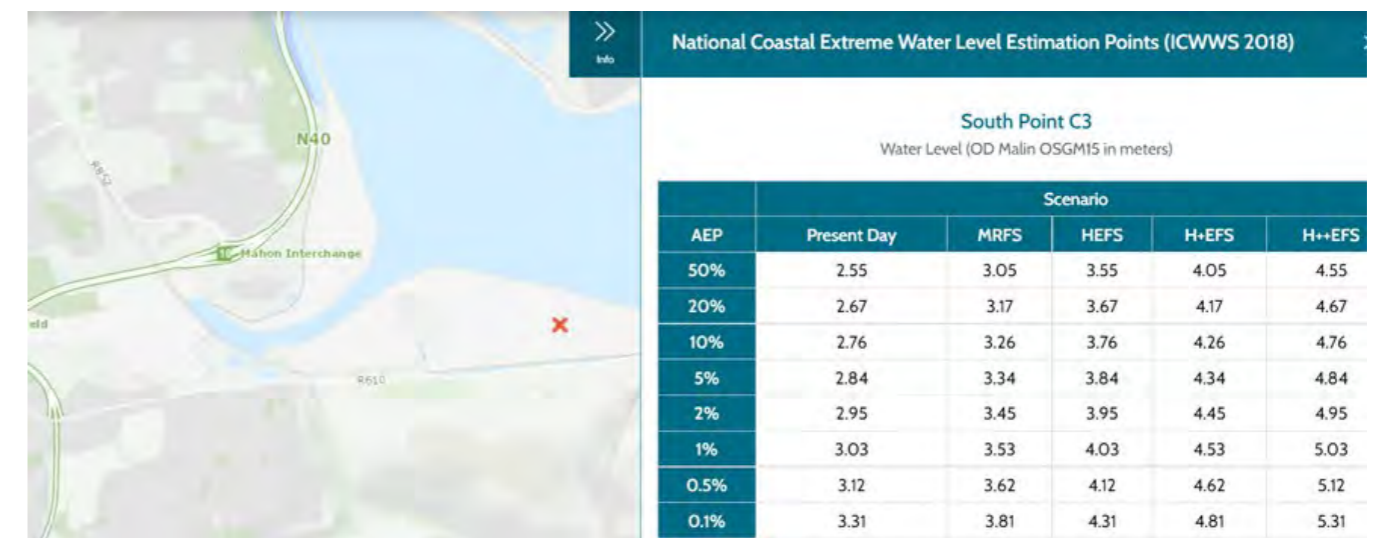 N40
R852
Mahon Interchange
eld
R610
Info
National Coastal Extreme Water Level Estimation Points (ICWWS 2018)
South Point C3
Water Level (OD Malin OSGM15 in meters)
Scenario
AEP Present Day MRFS HEFS H+EFS H++EFS
50% 2.55 3.05 3.55 4.05 4.55
20% 2.67 3.17 3.67 4.17 4.67
10% 2.76 3.26 3.76 4.26 4.76
5% 2.84 3.34 3.84 4.34 4.84
2% 2.95 3.45 3.95 4.45 4.95
1% 3.03 3.53 4.03 4.53 5.03
0.5% 3.12 3.62 4.12 4.62 5.12
0.1% 3.31 3.81 4.31 4.81 5.31